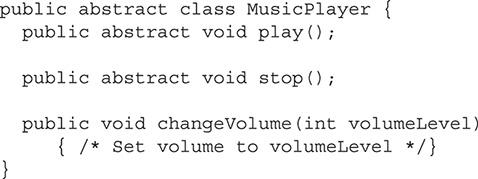 public abstract class MusicPlayer {
  public abstract void play();

  public abstract void stop();

  public void changeVolume(int volumeLevel)
     { /* Set volume to volumeLevel */}
}